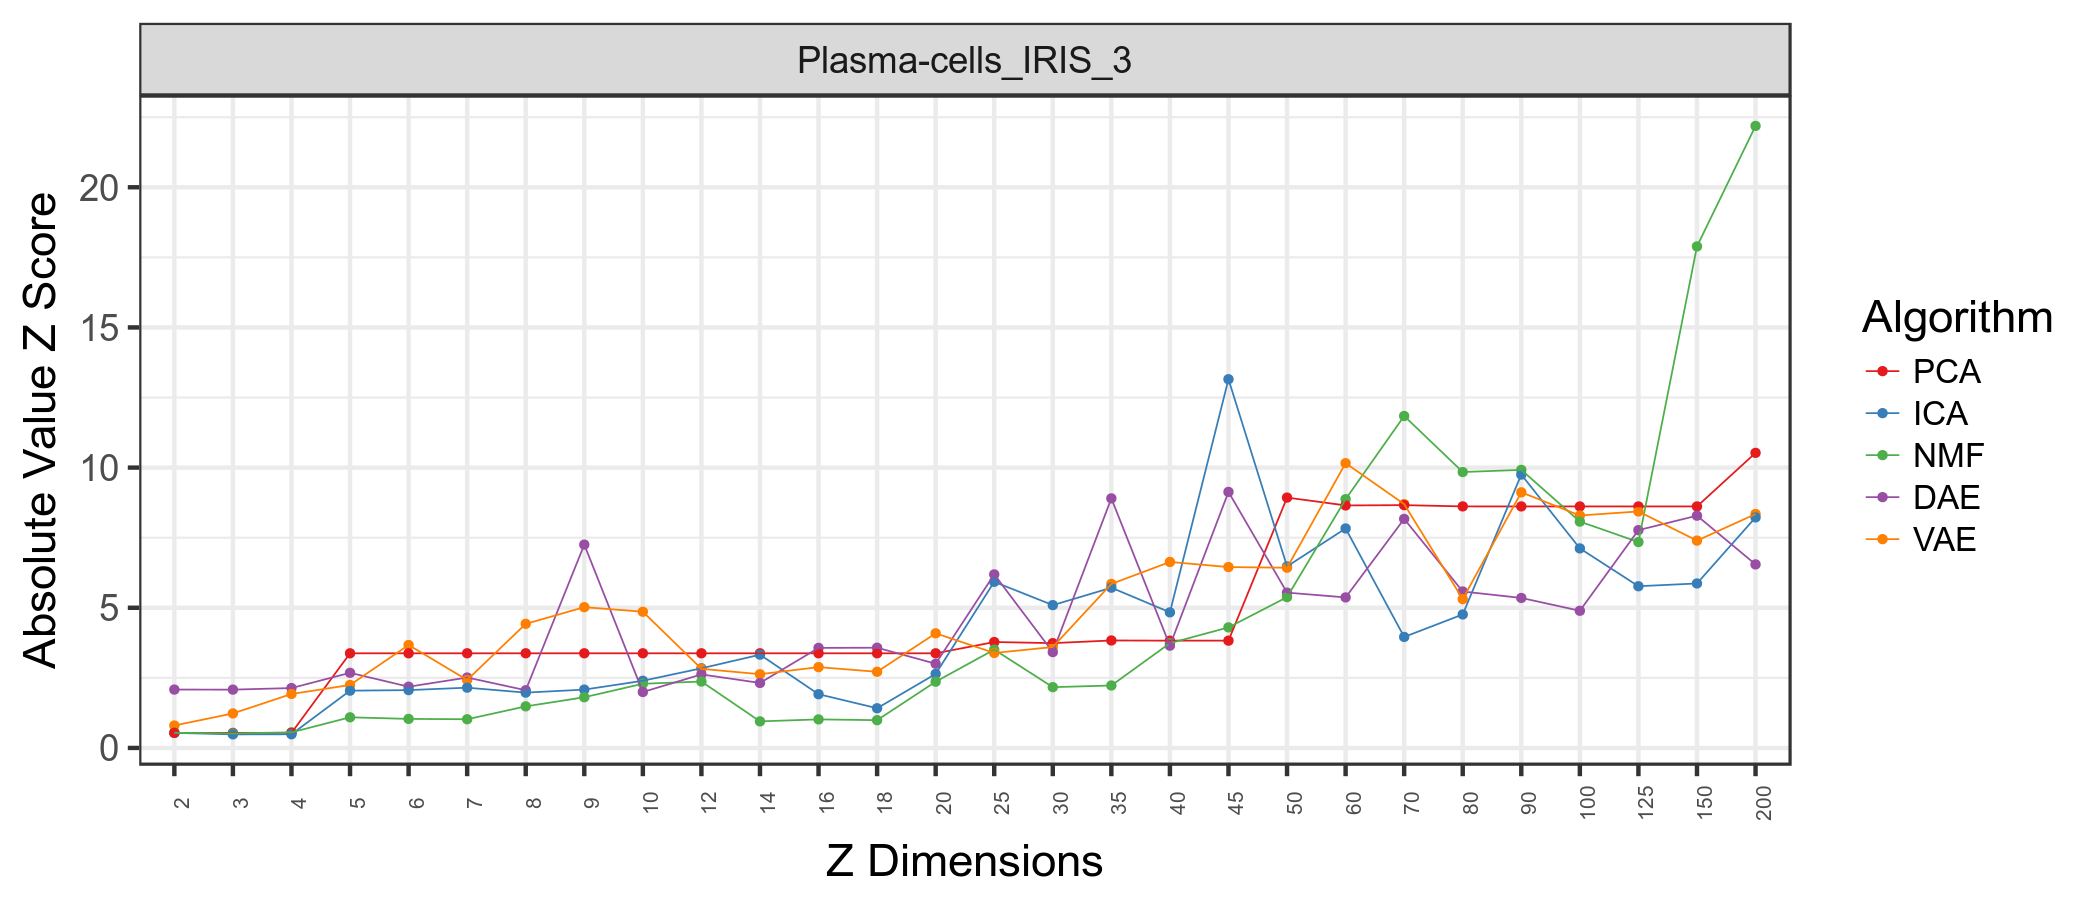 Plasma-cells_IRIS_3
Absolute Value Z Score
20
15
10
5
0
2 3 4 5 6 7 8 9 10 12 14 16 18 20 25 30 35 40 45 50 60 70 80 90 100 125 150 200
Z Dimensions
Algorithm
PCA
ICA
NMF
DAE
VAE